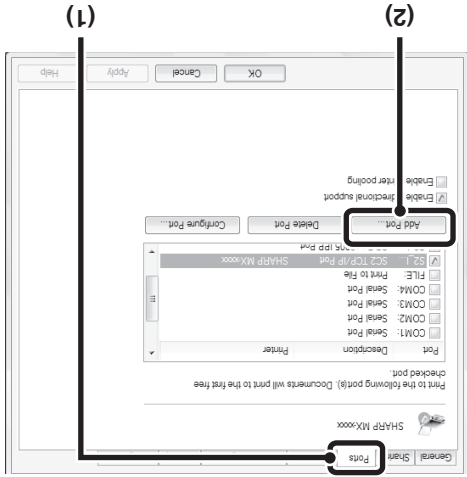 General Ports
SHARP MX-xxxx
Print to the following port(s). Documents will print to the first free
checked port.
Port Description Printer
COM1: Serial Port
COM2: Serial Port
COM3: Serial Port
COM4: Serial Port
FILE: Print to File
S2_I... SC2 TCP/IP Port SHARP MX-xxxx
Add Port... Delete Port Configure Port...
Enable support
Enable pooling
OK Cancel Apply Help
(2) (1)